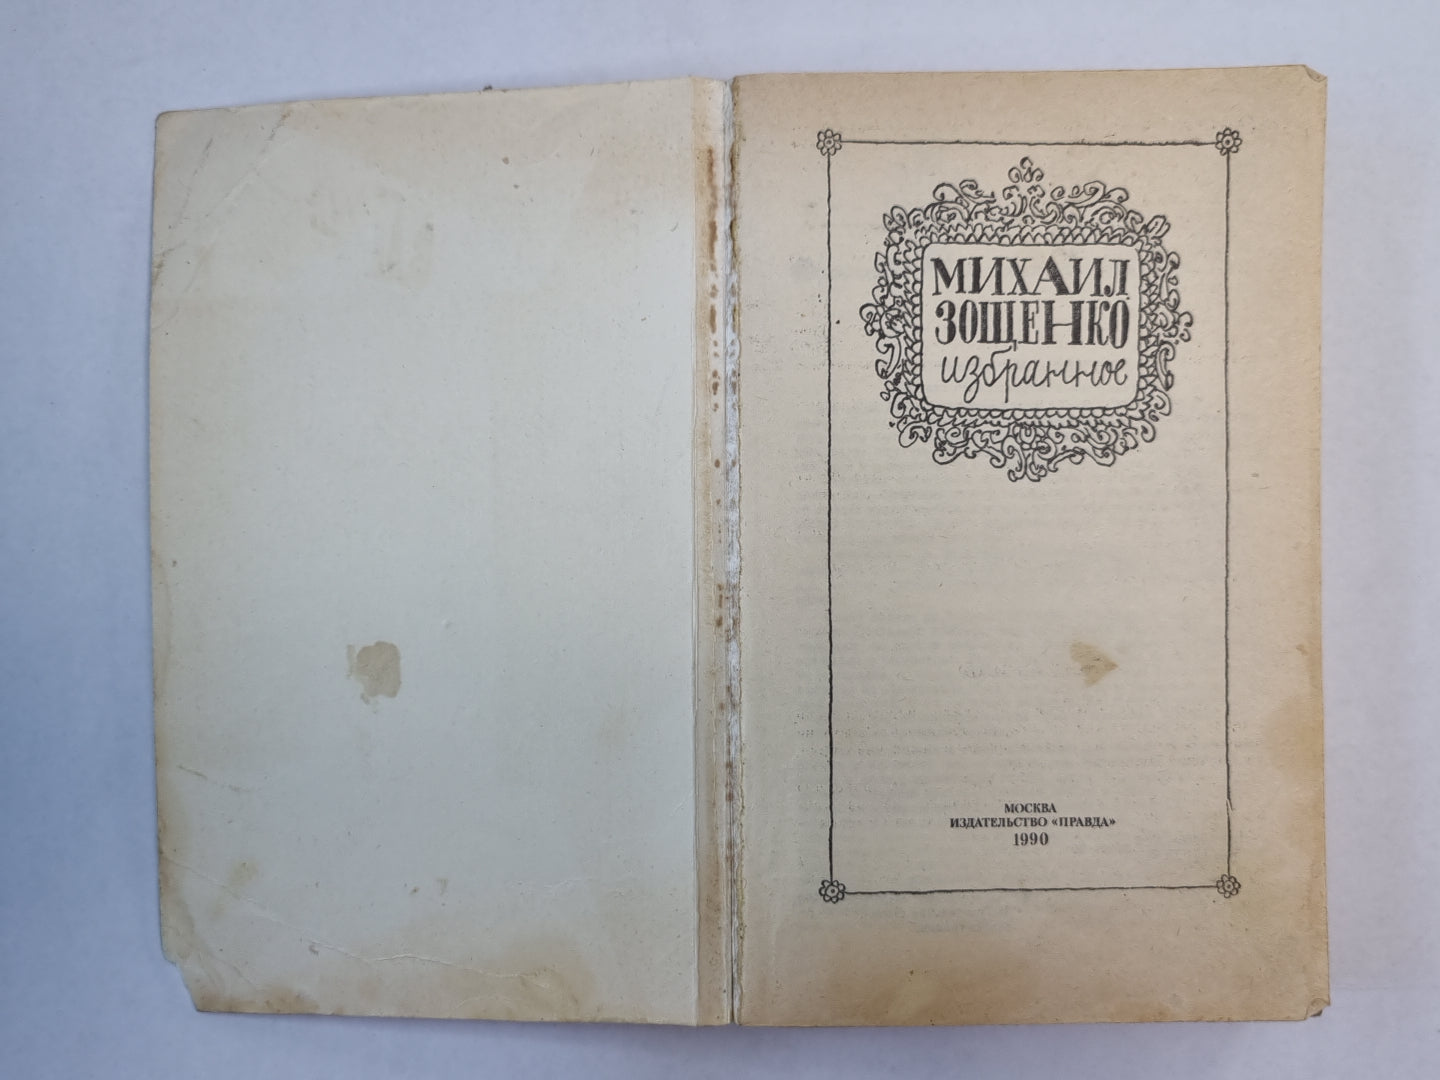 МИХАИЛ
ЗОЩЕНКО
избранное
МОСКВА
ИЗДАТЕЛЬСТВО «ПРАВДА»
1990